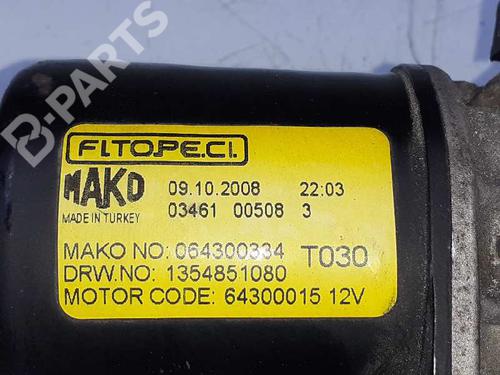 B-PARTS
F.I.TO.PE.C.I.
MAKO 09.10.2008 22:03
MADE IN TURKEY 03461 00508 3
MAKO NO: 064300334 T030
DRW.NO: 1354851080
MOTOR CODE: 64300015 12V